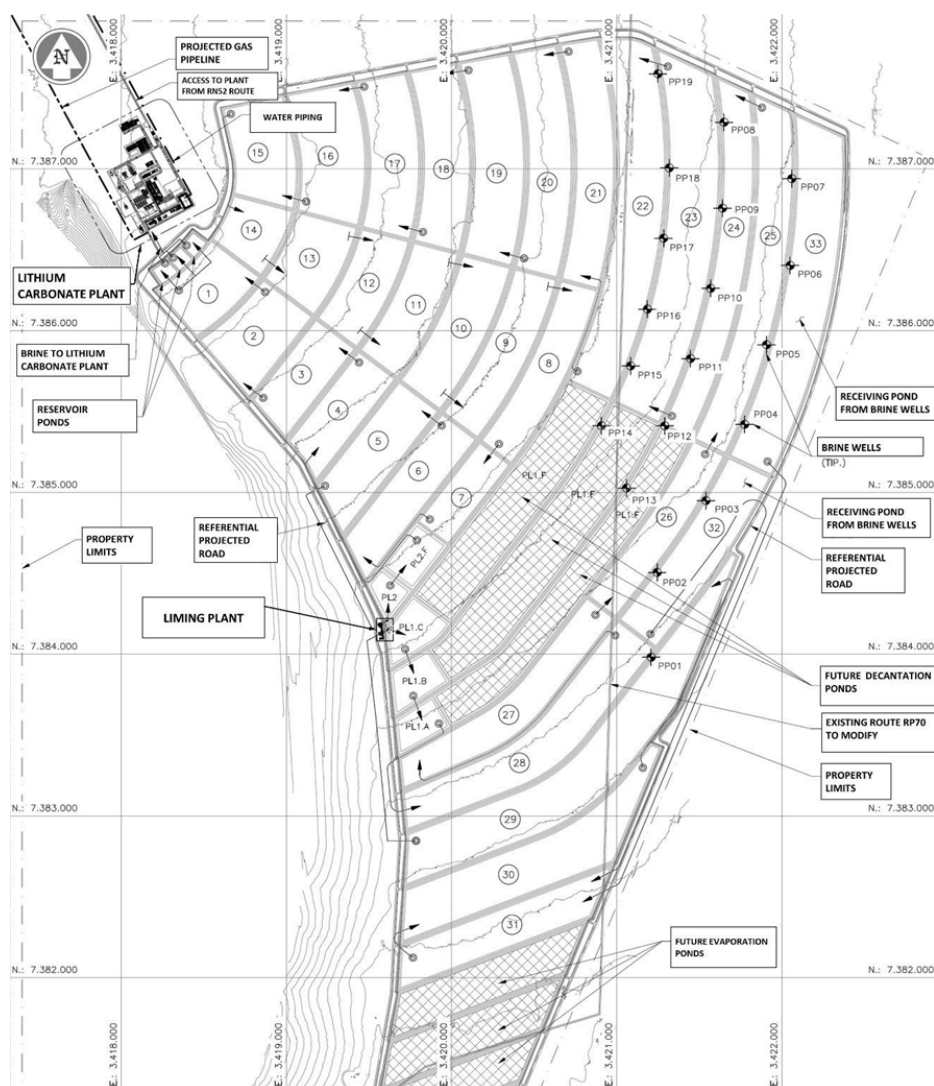 N
E.: 3.418.000
E.: 3.419.000
E.: 3.420.000
E.: 3.421.000
E.: 3.422.000
PROJECTED GAS
PIPELINE
ACCESS TO PLANT
FROM RN52 ROUTE
WATER PIPING
PP19
PP08
15
16
17
18
19
20
21
N.: 7.387.000
N.: 7.387.000
PP18
PP07
22
23
24
25
33
PP09
14
13
12
11
10
9
8
PP17
PP06
LITHIUM
CARBONATE PLANT
1
2
3
4
5
6
7
PP10
PP16
N.: 7.386.000
N.: 7.386.000
PP05
BRINE TO LITHIUM
CARBONATE PLANT
PP11
PP15
RESERVOIR
PONDS
RECEIVING POND
FROM BRINE WELLS
PP04
PP14
PP12
BRINE WELLS
(TIP.)
PL1.F
PL1.F
PL1.F
PP13
N.: 7.385.000
N.: 7.385.000
PP03
26
32
RECEIVING POND
FROM BRINE WELLS
PROPERTY
LIMITS
REFERENTIAL
PROJECTED
ROAD
REFERENTIAL
PROJECTED
ROAD
PL2.F
PP02
PL2
LIMING PLANT
PL1.C
N.: 7.384.000
N.: 7.384.000
PP01
PL1.B
PL1.A
FUTURE DECANTATION
PONDS
27
EXISTING ROUTE RP70
TO MODIFY
28
PROPERTY
LIMITS
29
N.: 7.383.000
N.: 7.383.000
30
31
FUTURE EVAPORATION
PONDS
N.: 7.382.000
N.: 7.382.000
E.: 3.418.000
E.: 3.419.000
E.: 3.420.000
E.: 3.421.000
E.: 3.422.000